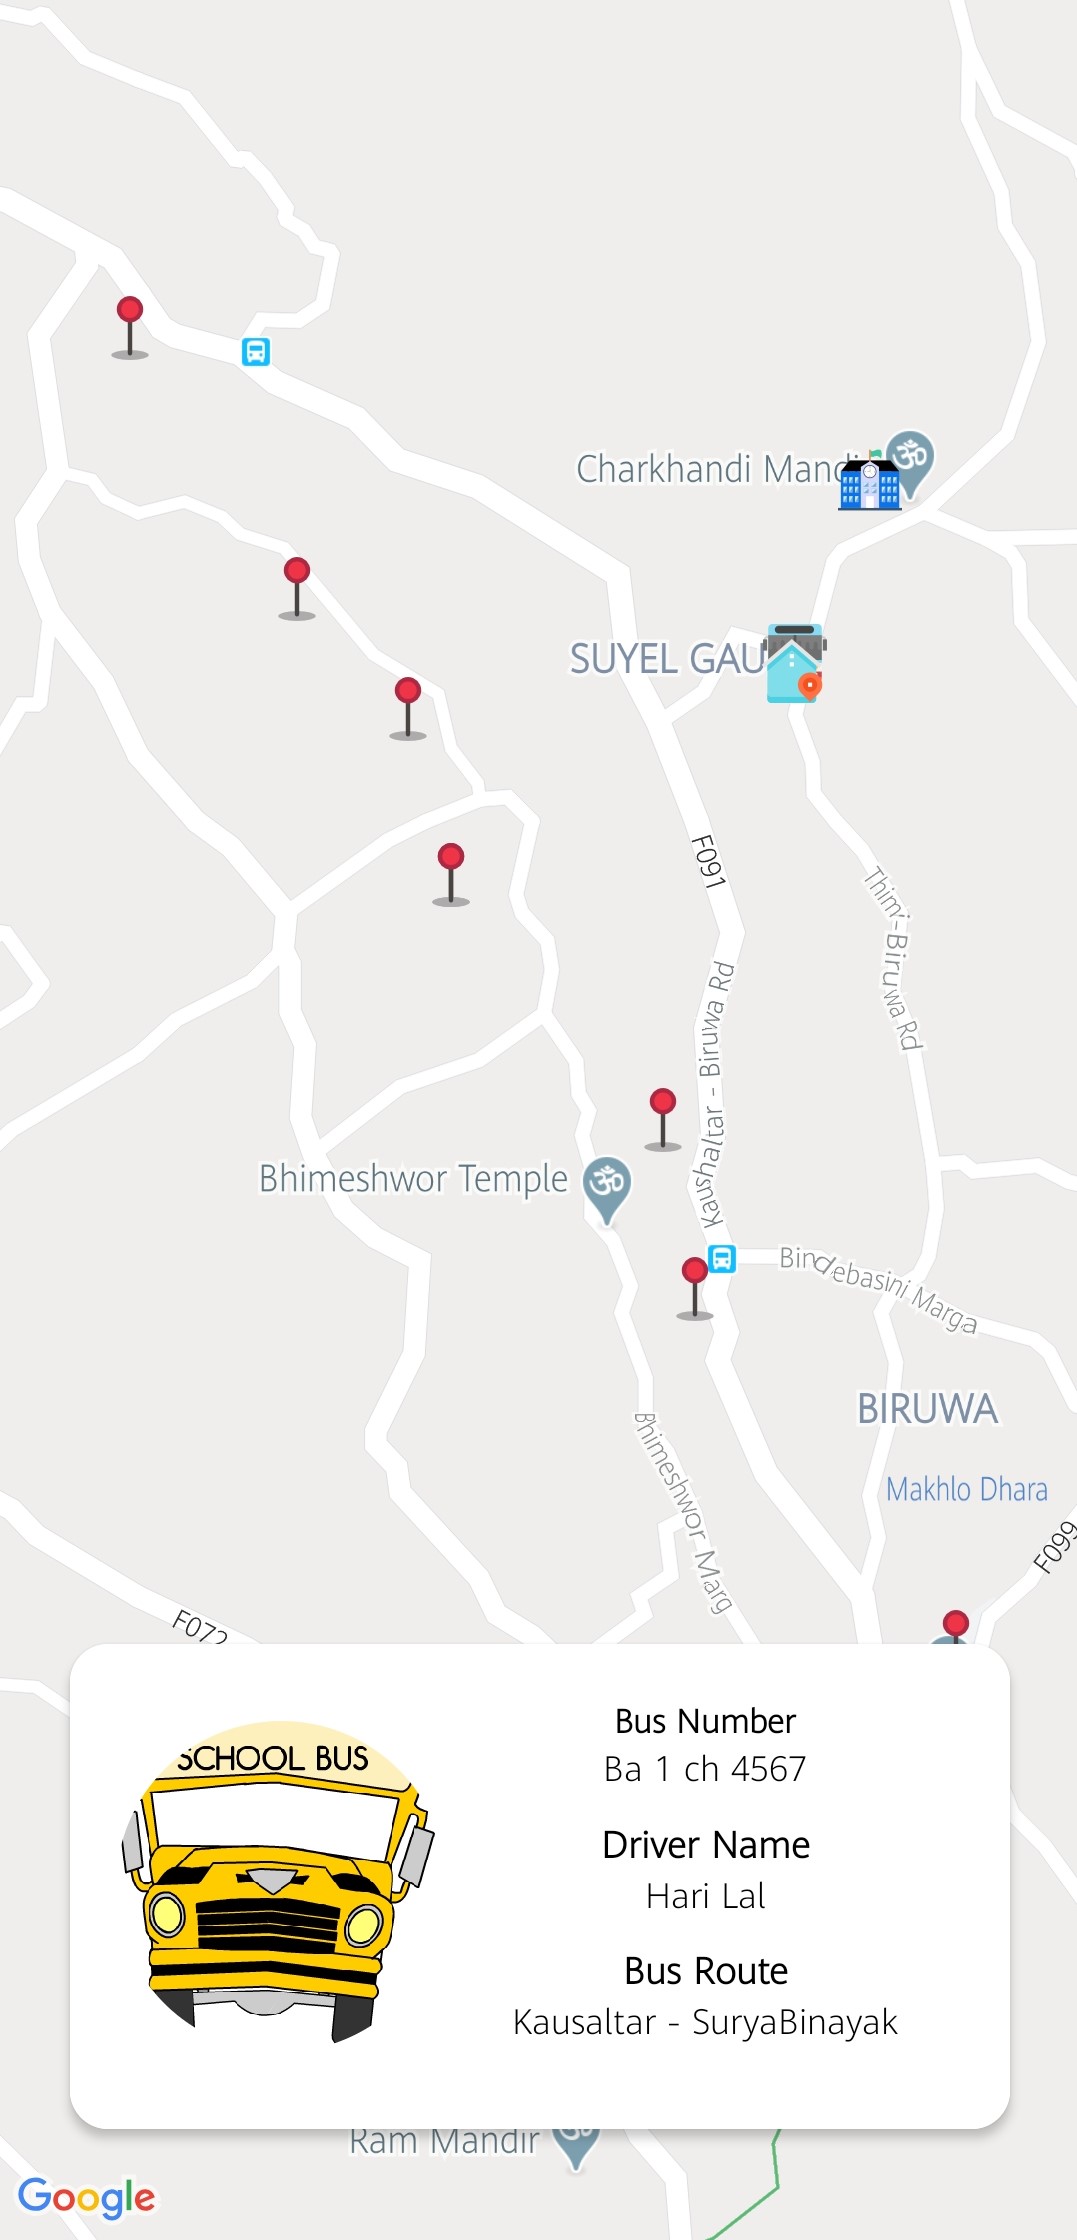 Charkhandi Mandi
SUYEL GAU
F091
Thimi-Biruwa Rd
Kaushaltar - Biruwa Rd
Bhimeshwor Temple
Bindebasini Marga
BIRUWA
Bhimeshwor Marg
Makhlo Dhara
F099
F072
SCHOOL BUS
Bus Number
Ba 1 ch 4567
Driver Name
Hari Lal
Bus Route
Kausaltar - SuryaBinayak
Ram Mandir
Google